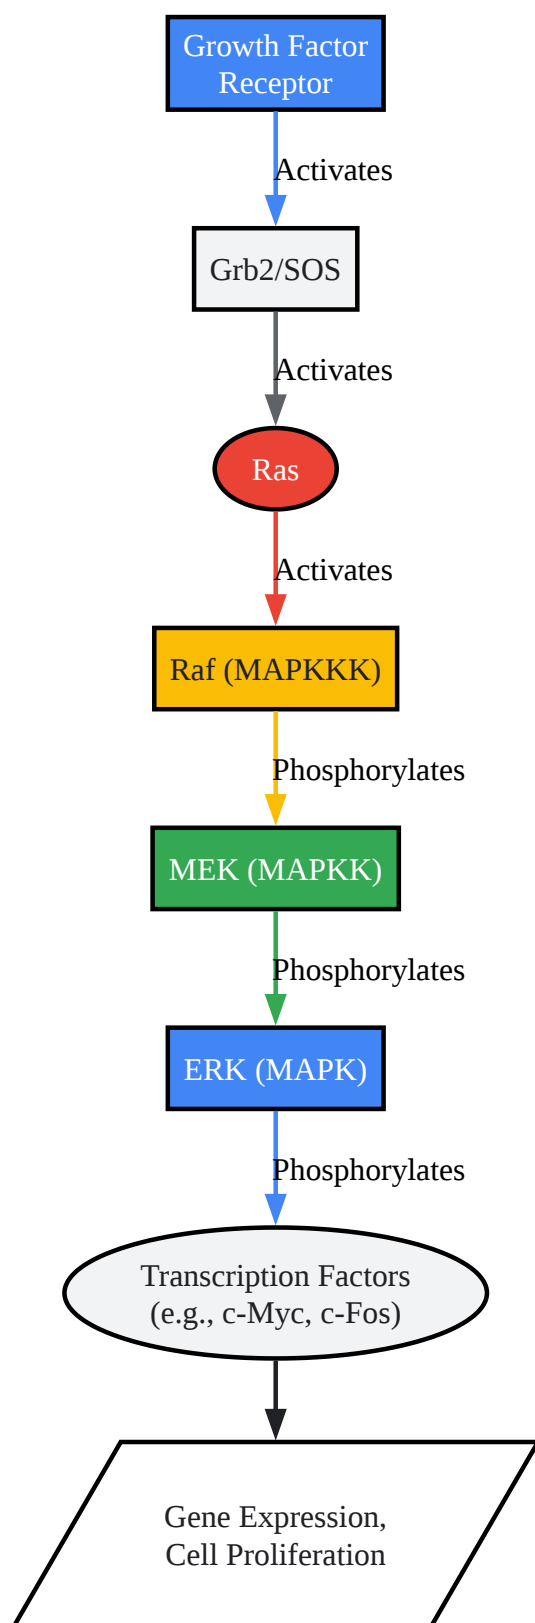 Growth Factor
Receptor
Activates
Grb2/SOS
Activates
Ras
Activates
Raf (MAPKKK)
Phosphorylates
MEK (MAPKK)
Phosphorylates
ERK (MAPK)
Phosphorylates
Transcription Factors
(e.g., c-Myc, c-Fos)
Gene Expression,
Cell Proliferation